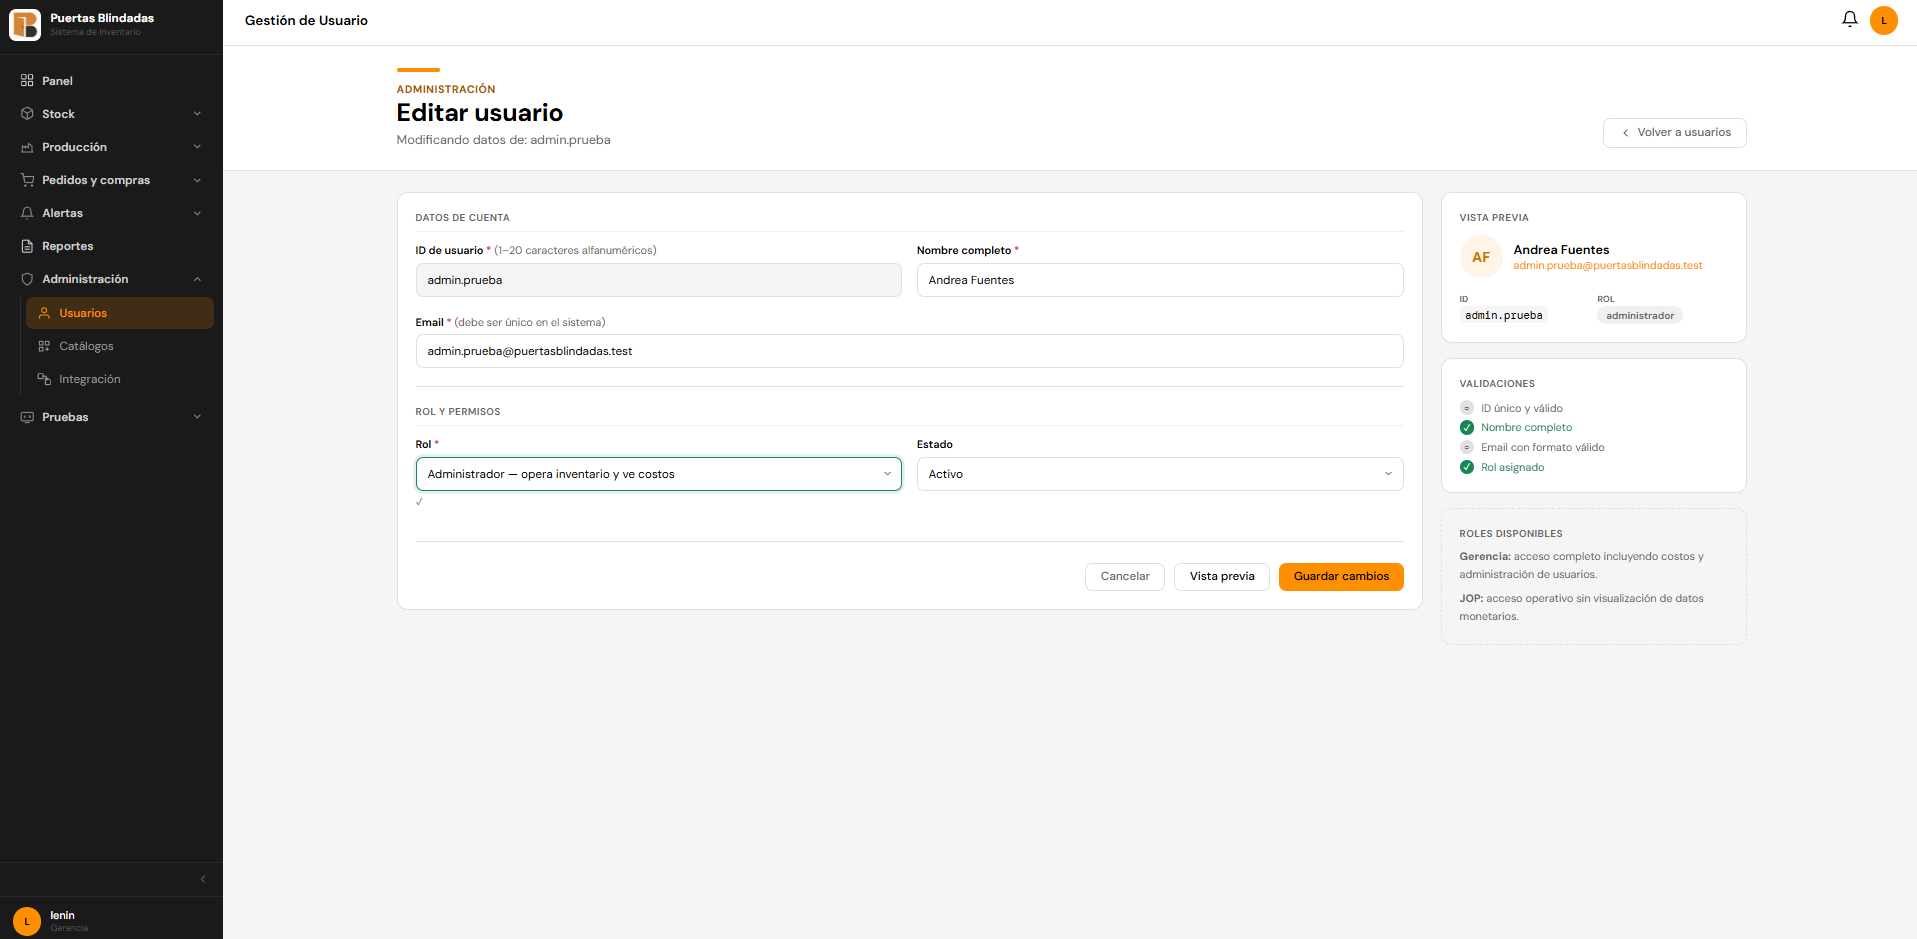 Puertas Blindadas
Sistema de Inventario
Panel
Stock
Producción
Pedidos y compras
Alertas
Reportes
Administración
Usuarios
Catálogos
Integración
Pruebas
lenin
Gerencia
L
Gestión de Usuario
L
ADMINISTRACIÓN
Editar usuario
Modificando datos de: admin.prueba
Volver a usuarios
DATOS DE CUENTA
ID de usuario * (1–20 caracteres alfanuméricos)
admin.prueba
Nombre completo *
Andrea Fuentes
Email * (debe ser único en el sistema)
admin.prueba@puertasblindadas.test
ROL Y PERMISOS
Rol *
Administrador — opera inventario y ve costos
✓
Estado
Activo
Cancelar
Vista previa
Guardar cambios
VISTA PREVIA
AF
Andrea Fuentes
admin.prueba@puertasblindadas.test
ID
admin.prueba
ROL
administrador
VALIDACIONES
ID único y válido
Nombre completo
Email con formato válido
Rol asignado
ROLES DISPONIBLES
Gerencia: acceso completo incluyendo costos y
administración de usuarios.
JOP: acceso operativo sin visualización de datos
monetarios.